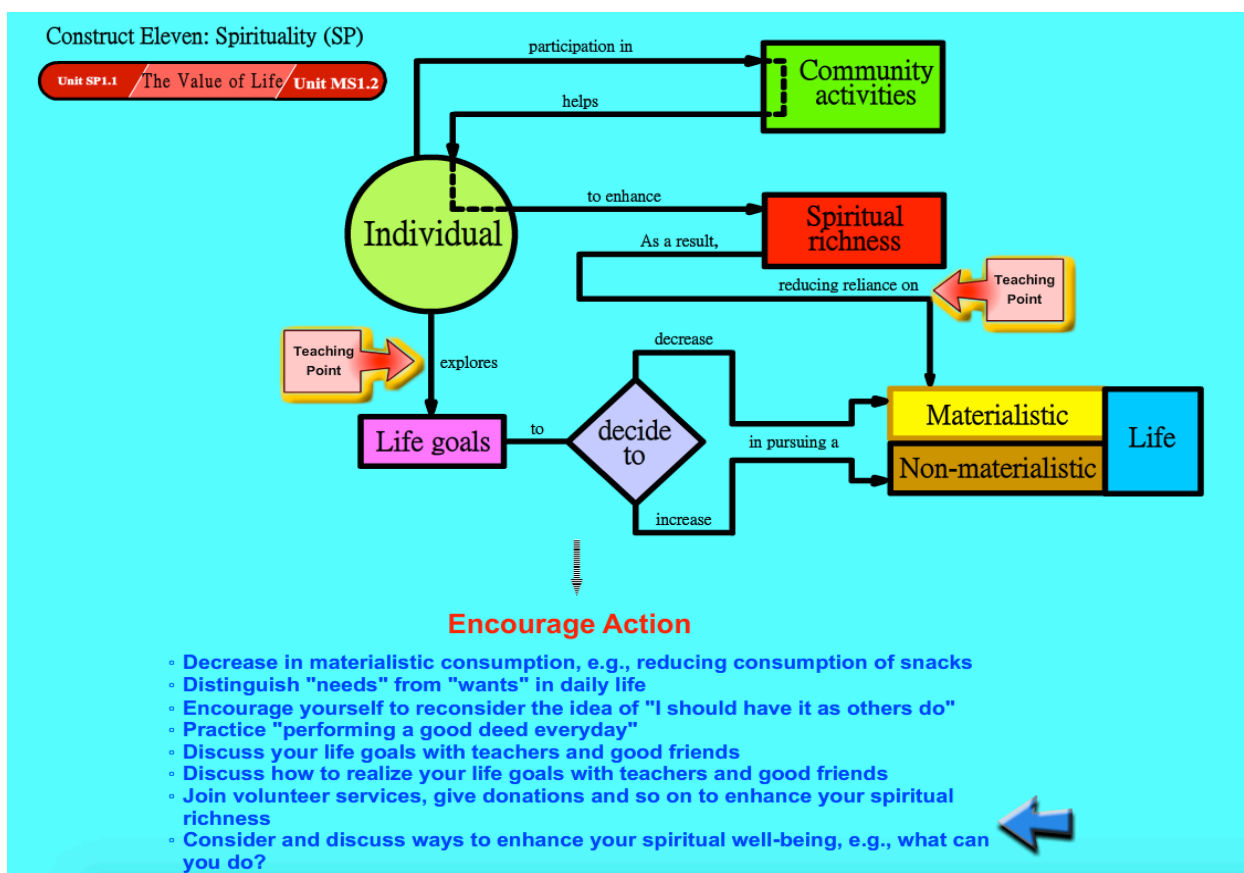 Construct Eleven: Spirituality (SP)
Unit SP1.1
The Value of Life
Unit MS1.2
participation in
Community
activities
helps
Individual
to enhance
Spiritual
richness
As a result,
reducing reliance on
Teaching
Point
Teaching
Point
explores
decrease
Life goals
to
decide
to
in pursuing a
Materialistic
Non-materialistic
Life
increase
Encourage Action
▫ Decrease in materialistic consumption, e.g., reducing consumption of snacks
▫ Distinguish "needs" from "wants" in daily life
▫ Encourage yourself to reconsider the idea of "I should have it as others do"
▫ Practice "performing a good deed everyday"
▫ Discuss your life goals with teachers and good friends
▫ Discuss how to realize your life goals with teachers and good friends
▫ Join volunteer services, give donations and so on to enhance your spiritual
richness
▫ Consider and discuss ways to enhance your spiritual well-being, e.g., what can
you do?